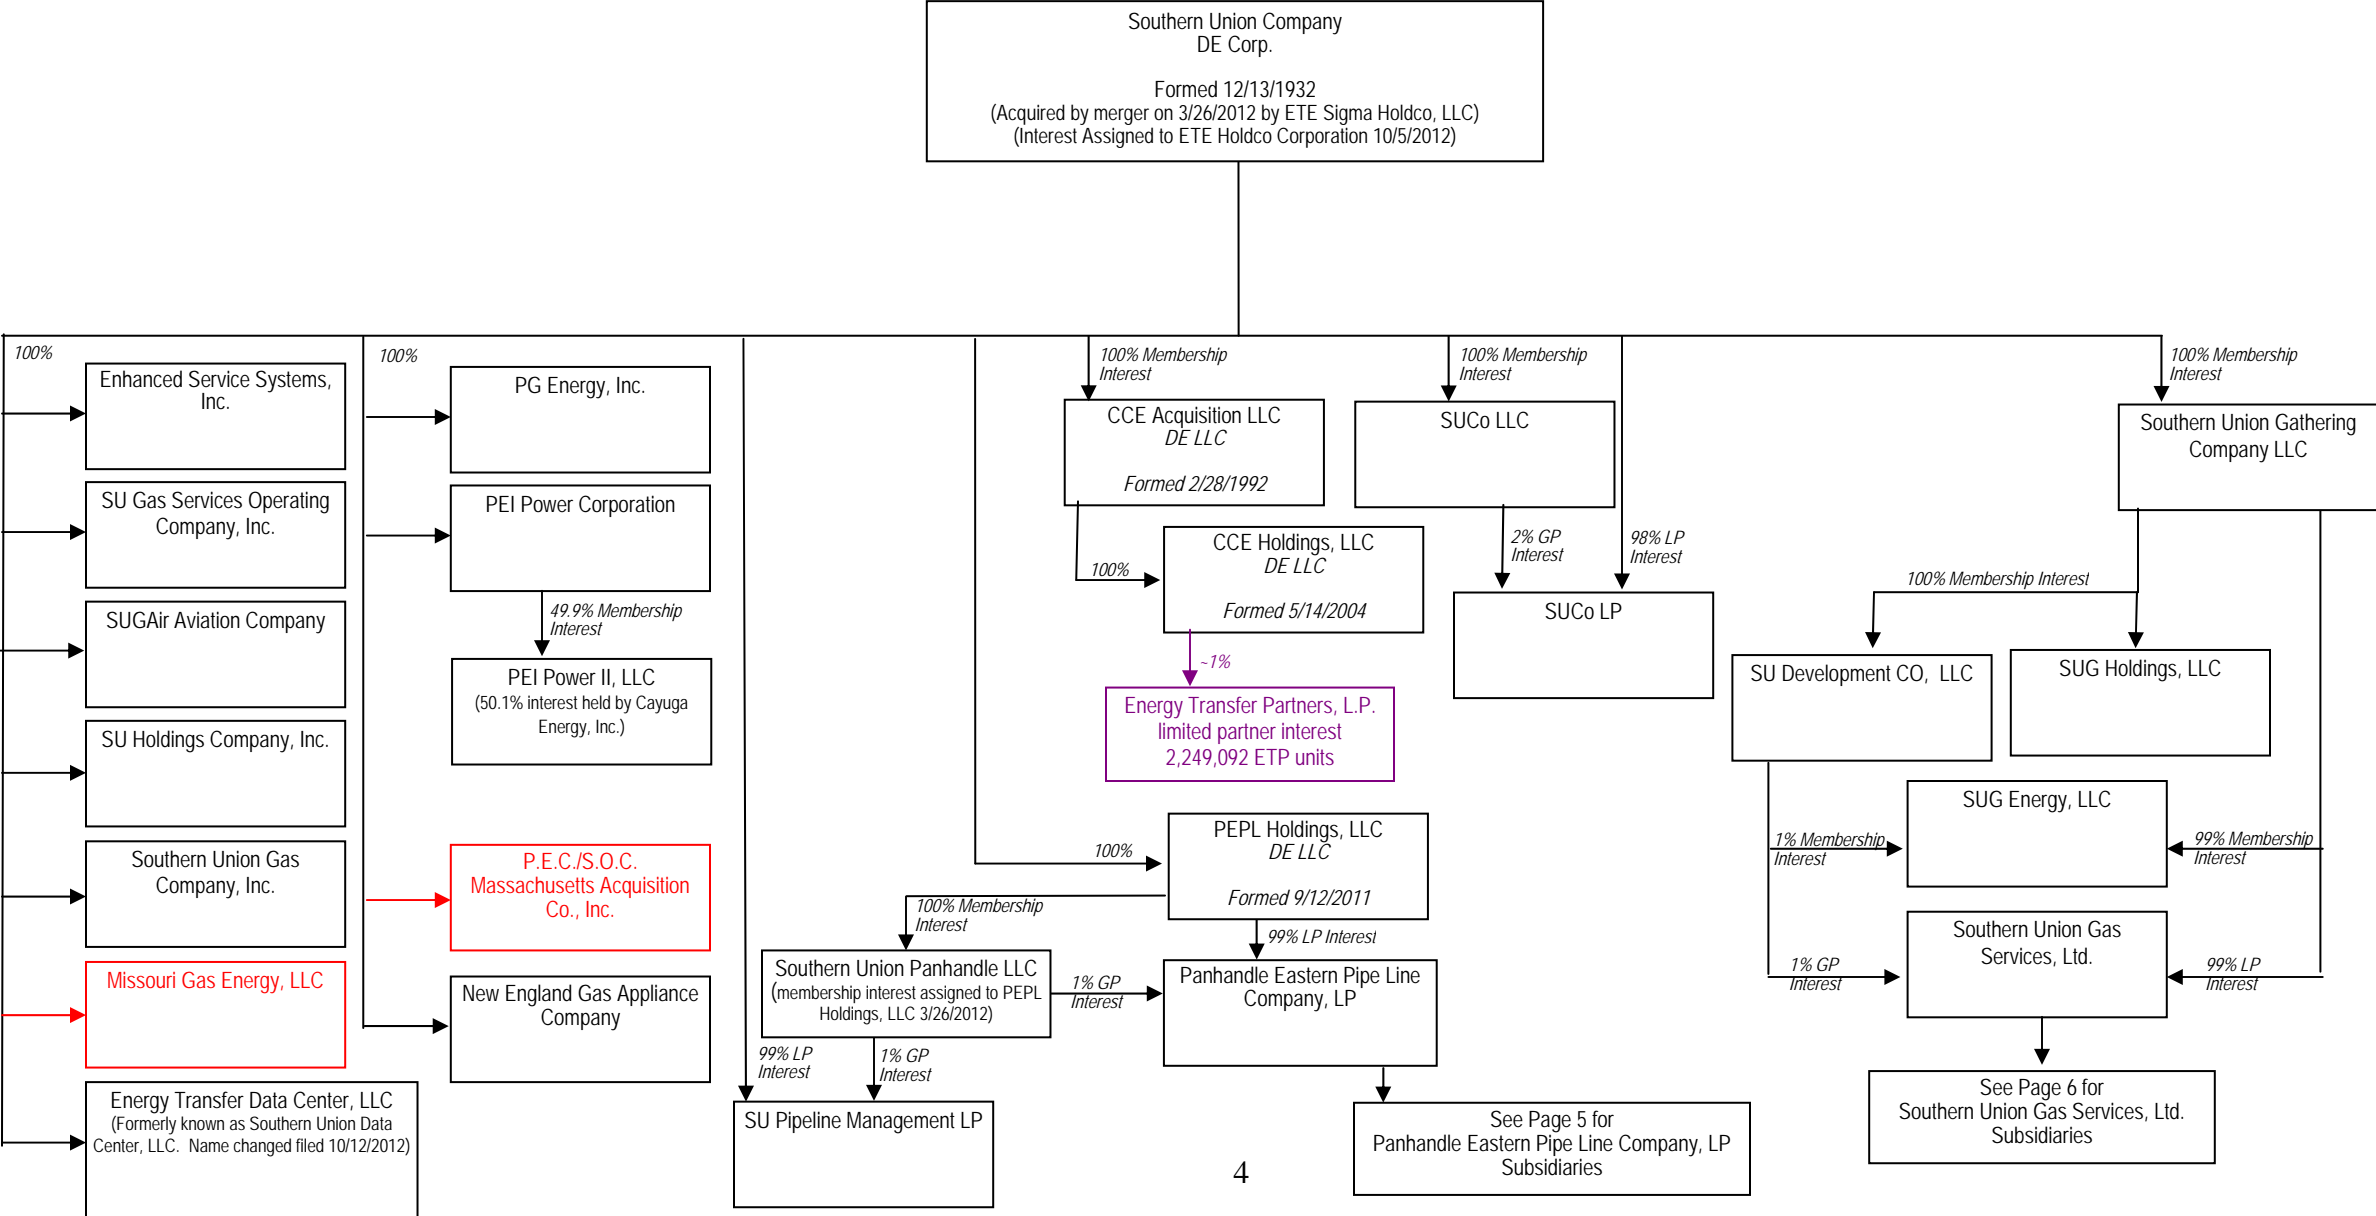 Southern Union Company
DE Corp.
Formed 12/13/1932
(Acquired by merger on 3/26/2012 by ETE Sigma Holdco, LLC)
(Interest Assigned to ETE Holdco Corporation 10/5/2012)
100%
Enhanced Service Systems,
Inc.
SU Gas Services Operating
Company, Inc.
SUGAir Aviation Company
SU Holdings Company, Inc.
Southern Union Gas
Company, Inc.
Missouri Gas Energy, LLC
Energy Transfer Data Center, LLC
(Formerly known as Southern Union Data
Center, LLC.  Name changed filed 10/12/2012)
100%
PG Energy, Inc.
PEI Power Corporation
49.9% Membership
Interest
PEI Power II, LLC
(50.1% interest held by Cayuga
Energy, Inc.)
P.E.C./S.O.C.
Massachusetts Acquisition
Co., Inc.
New England Gas Appliance
Company
100% Membership
Interest
CCE Acquisition LLC
DE LLC
Formed 2/28/1992
100%
CCE Holdings, LLC
DE LLC
Formed 5/14/2004
~1%
Energy Transfer Partners, L.P.
limited partner interest
2,249,092 ETP units
100%
PEPL Holdings, LLC
DE LLC
Formed 9/12/2011
100% Membership
Interest
99% LP Interest
Southern Union Panhandle LLC
(membership interest assigned to PEPL
Holdings, LLC 3/26/2012)
1% GP
Interest
Panhandle Eastern Pipe Line
Company, LP
99% LP
Interest
1% GP
Interest
SU Pipeline Management LP
See Page 5 for
Panhandle Eastern Pipe Line Company, LP
Subsidiaries
100% Membership
Interest
SUCo LLC
2% GP
Interest
98% LP
Interest
SUCo LP
100% Membership
Interest
Southern Union Gathering
Company LLC
100% Membership Interest
SU Development CO,  LLC
SUG Holdings, LLC
SUG Energy, LLC
1% Membership
Interest
99% Membership
Interest
Southern Union Gas
Services, Ltd.
1% GP
Interest
99% LP
Interest
See Page 6 for
Southern Union Gas Services, Ltd.
Subsidiaries
4